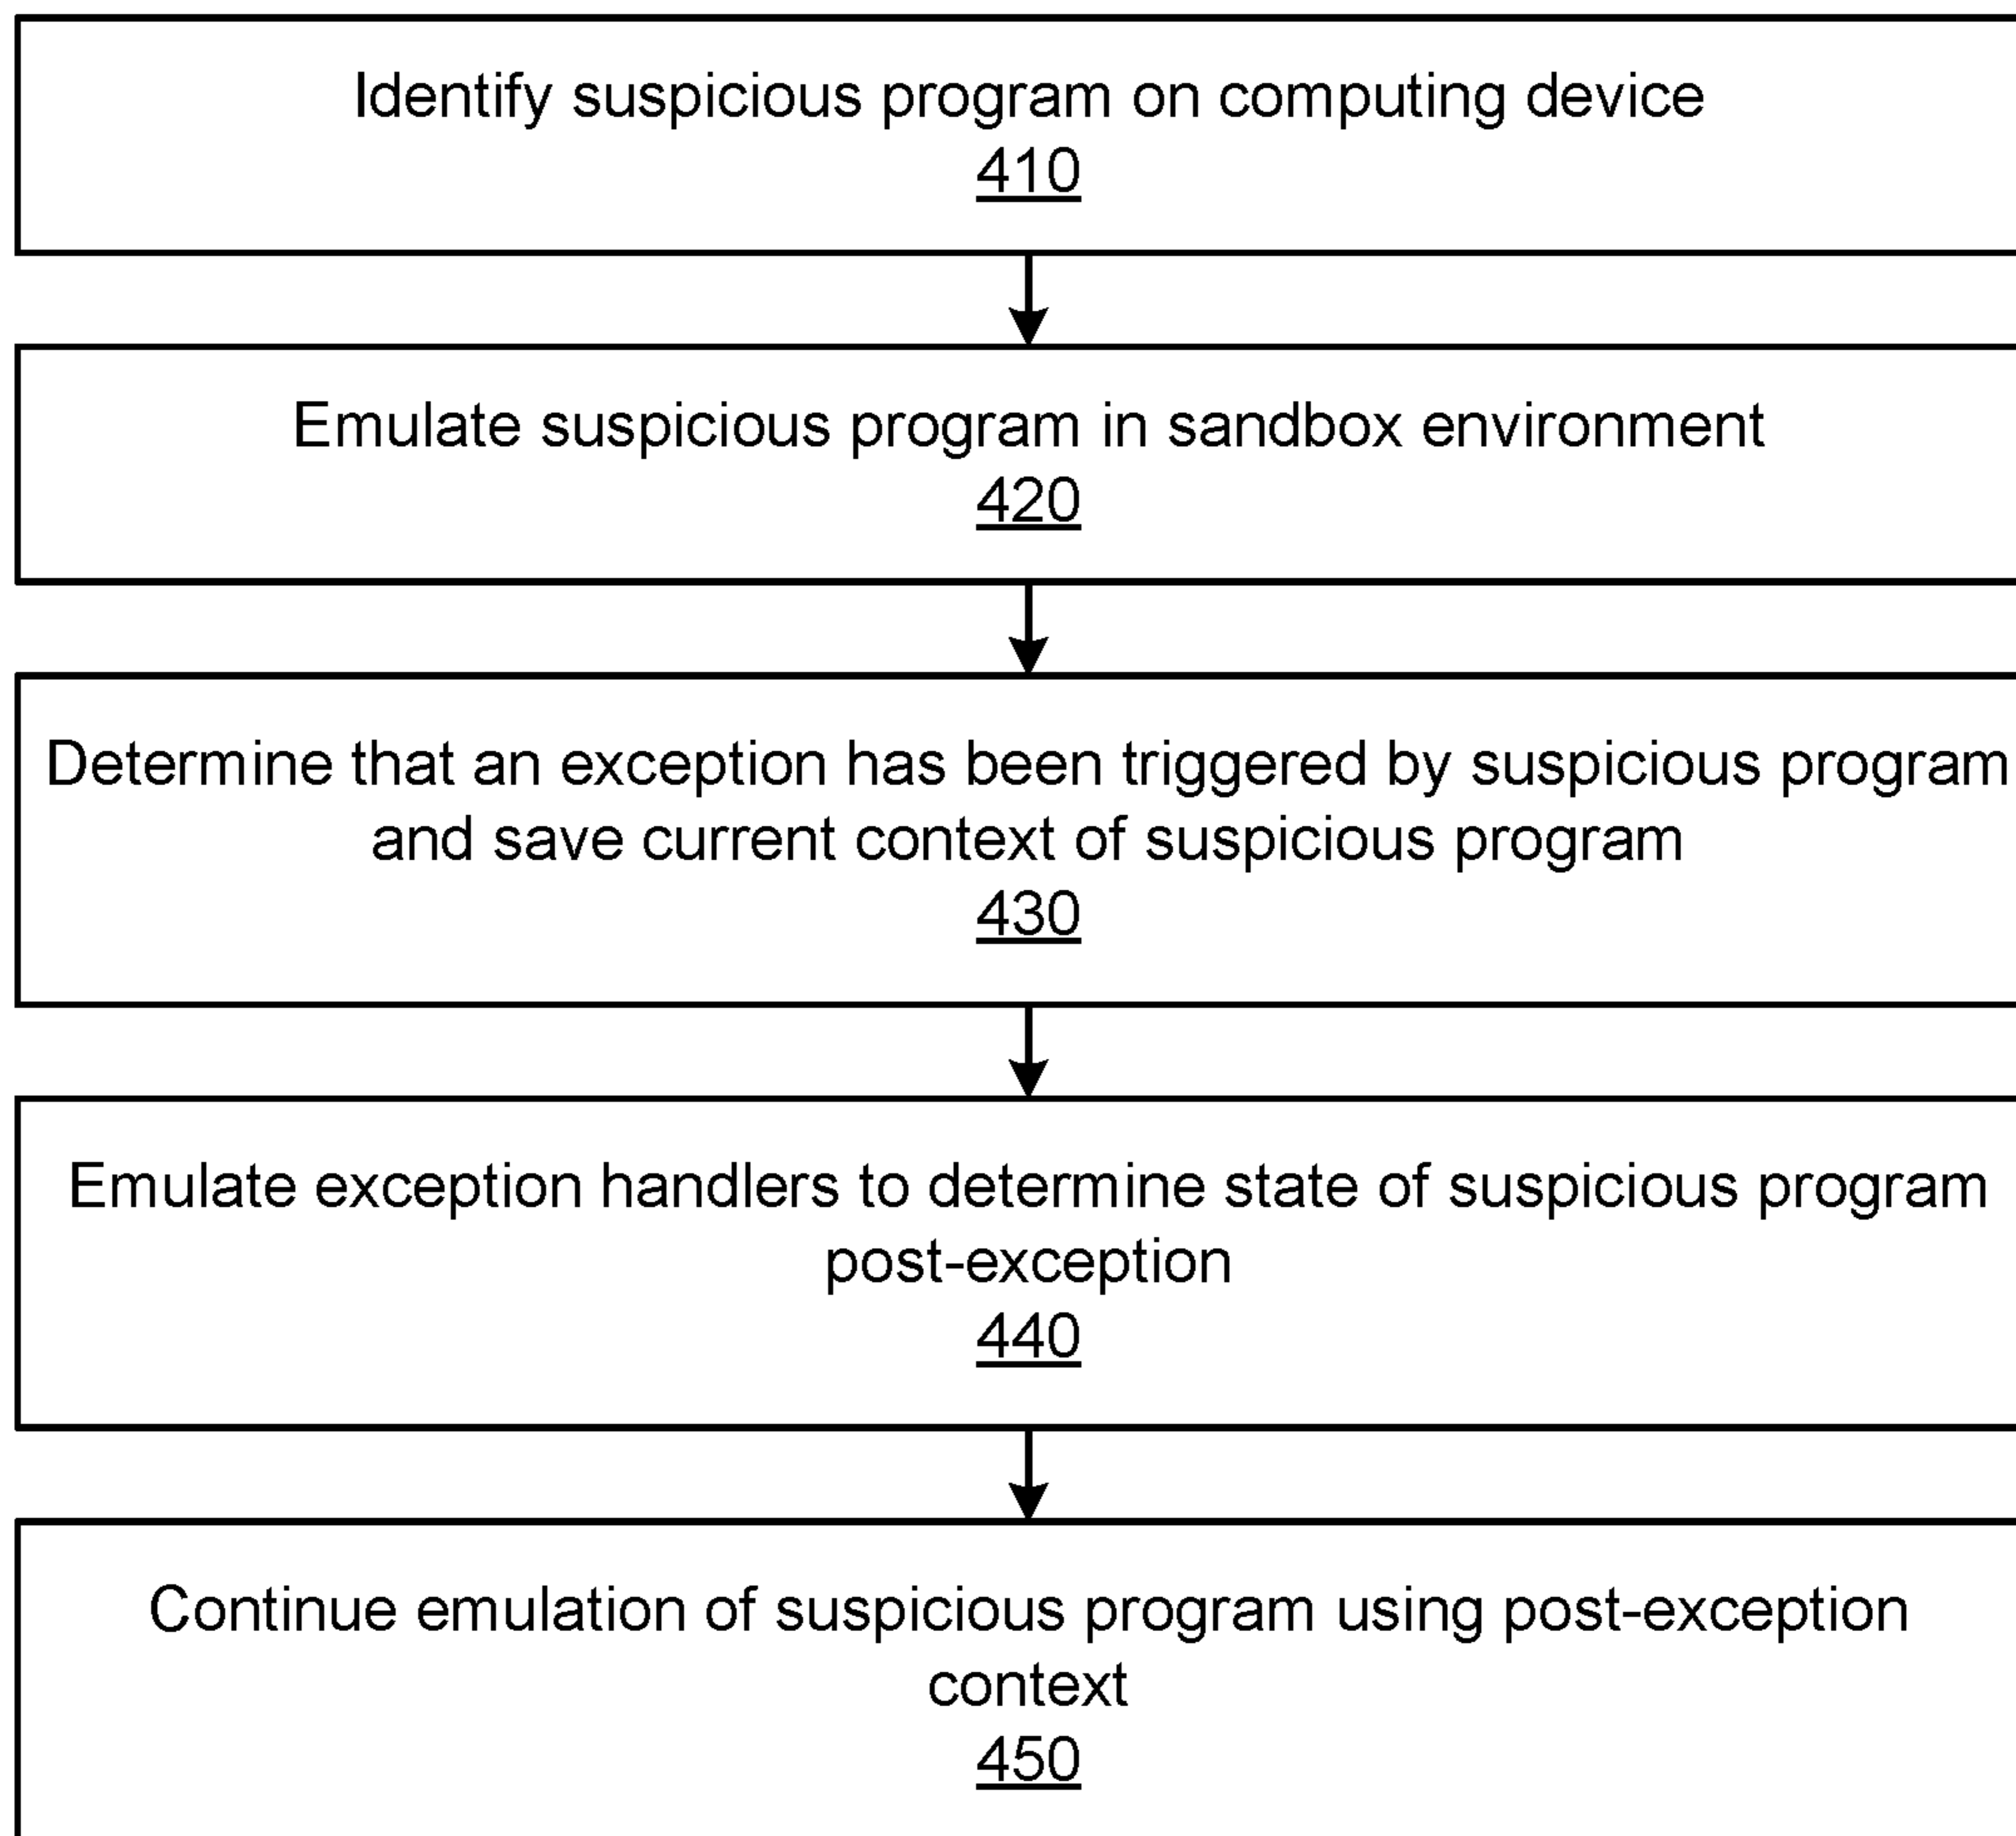 Identify suspicious program on computing device
410
Emulate suspicious program in sandbox environment
420
Determine that an exception has been triggered by suspicious program
and save current context of suspicious program
430
Emulate exception handlers to determine state of suspicious program
post-exception
440
Continue emulation of suspicious program using post-exception
context
450